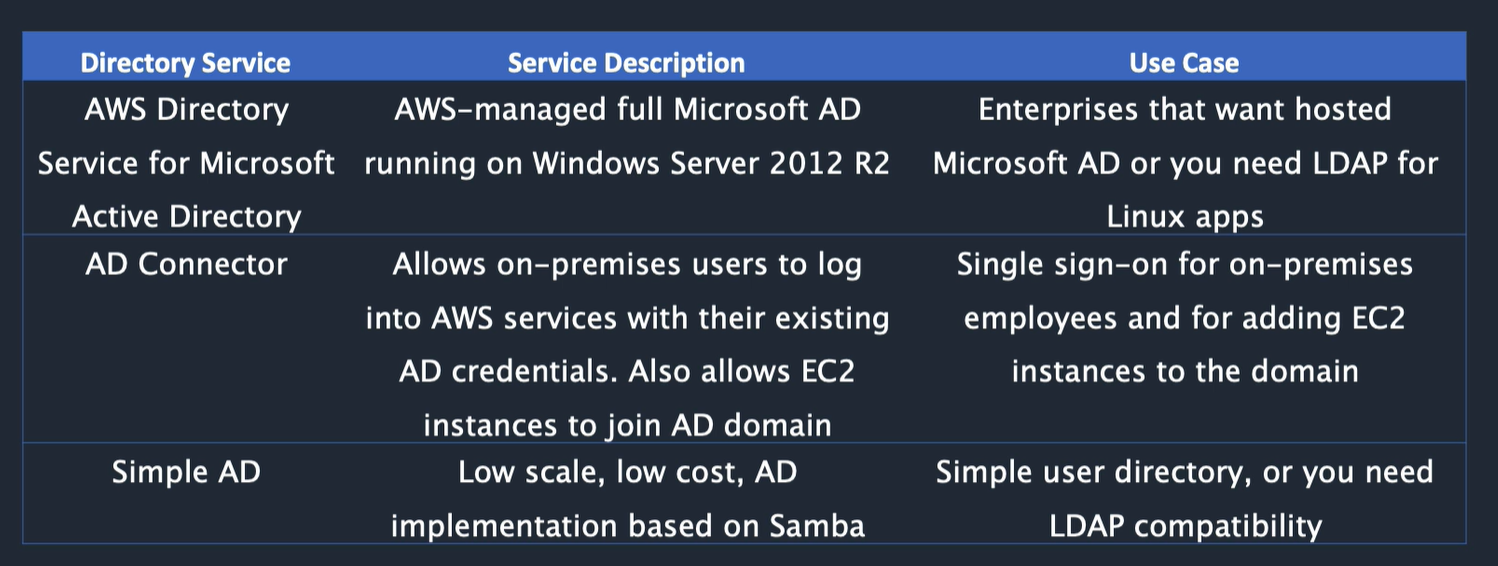 Directory Service
Service Description
Use Case
AWS Directory
Service for Microsoft
Active Directory
AWS-managed full Microsoft AD
running on Windows Server 2012 R2
Enterprises that want hosted
Microsoft AD or you need LDAP for
Linux apps
AD Connector
Allows on-premises users to log
into AWS services with their existing
AD credentials. Also allows EC2
instances to join AD domain
Single sign-on for on-premises
employees and for adding EC2
instances to the domain
Simple AD
Low scale, low cost, AD
implementation based on Samba
Simple user directory, or you need
LDAP compatibility